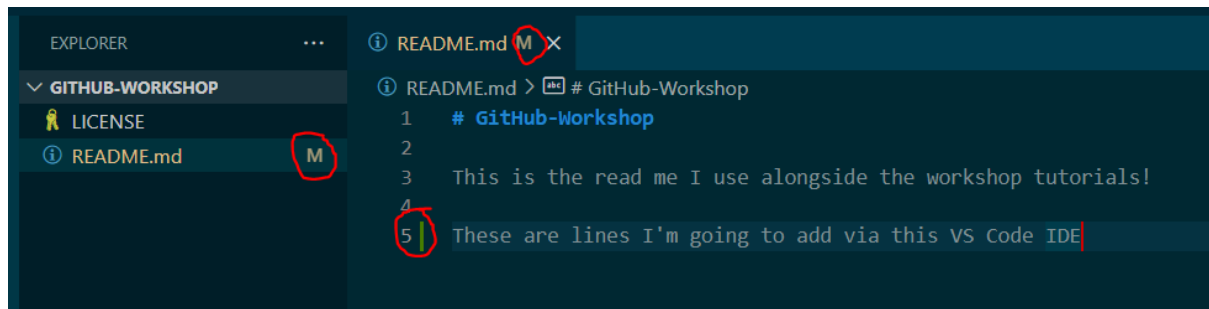 EXPLORER ···
GITHUB-WORKSHOP
LICENSE
README.md M
README.md M ×
README.md > abc # GitHub-Workshop
1 # GitHub-Workshop
2
3 This is the read me I use alongside the workshop tutorials!
4
5 These are lines I'm going to add via this VS Code IDE